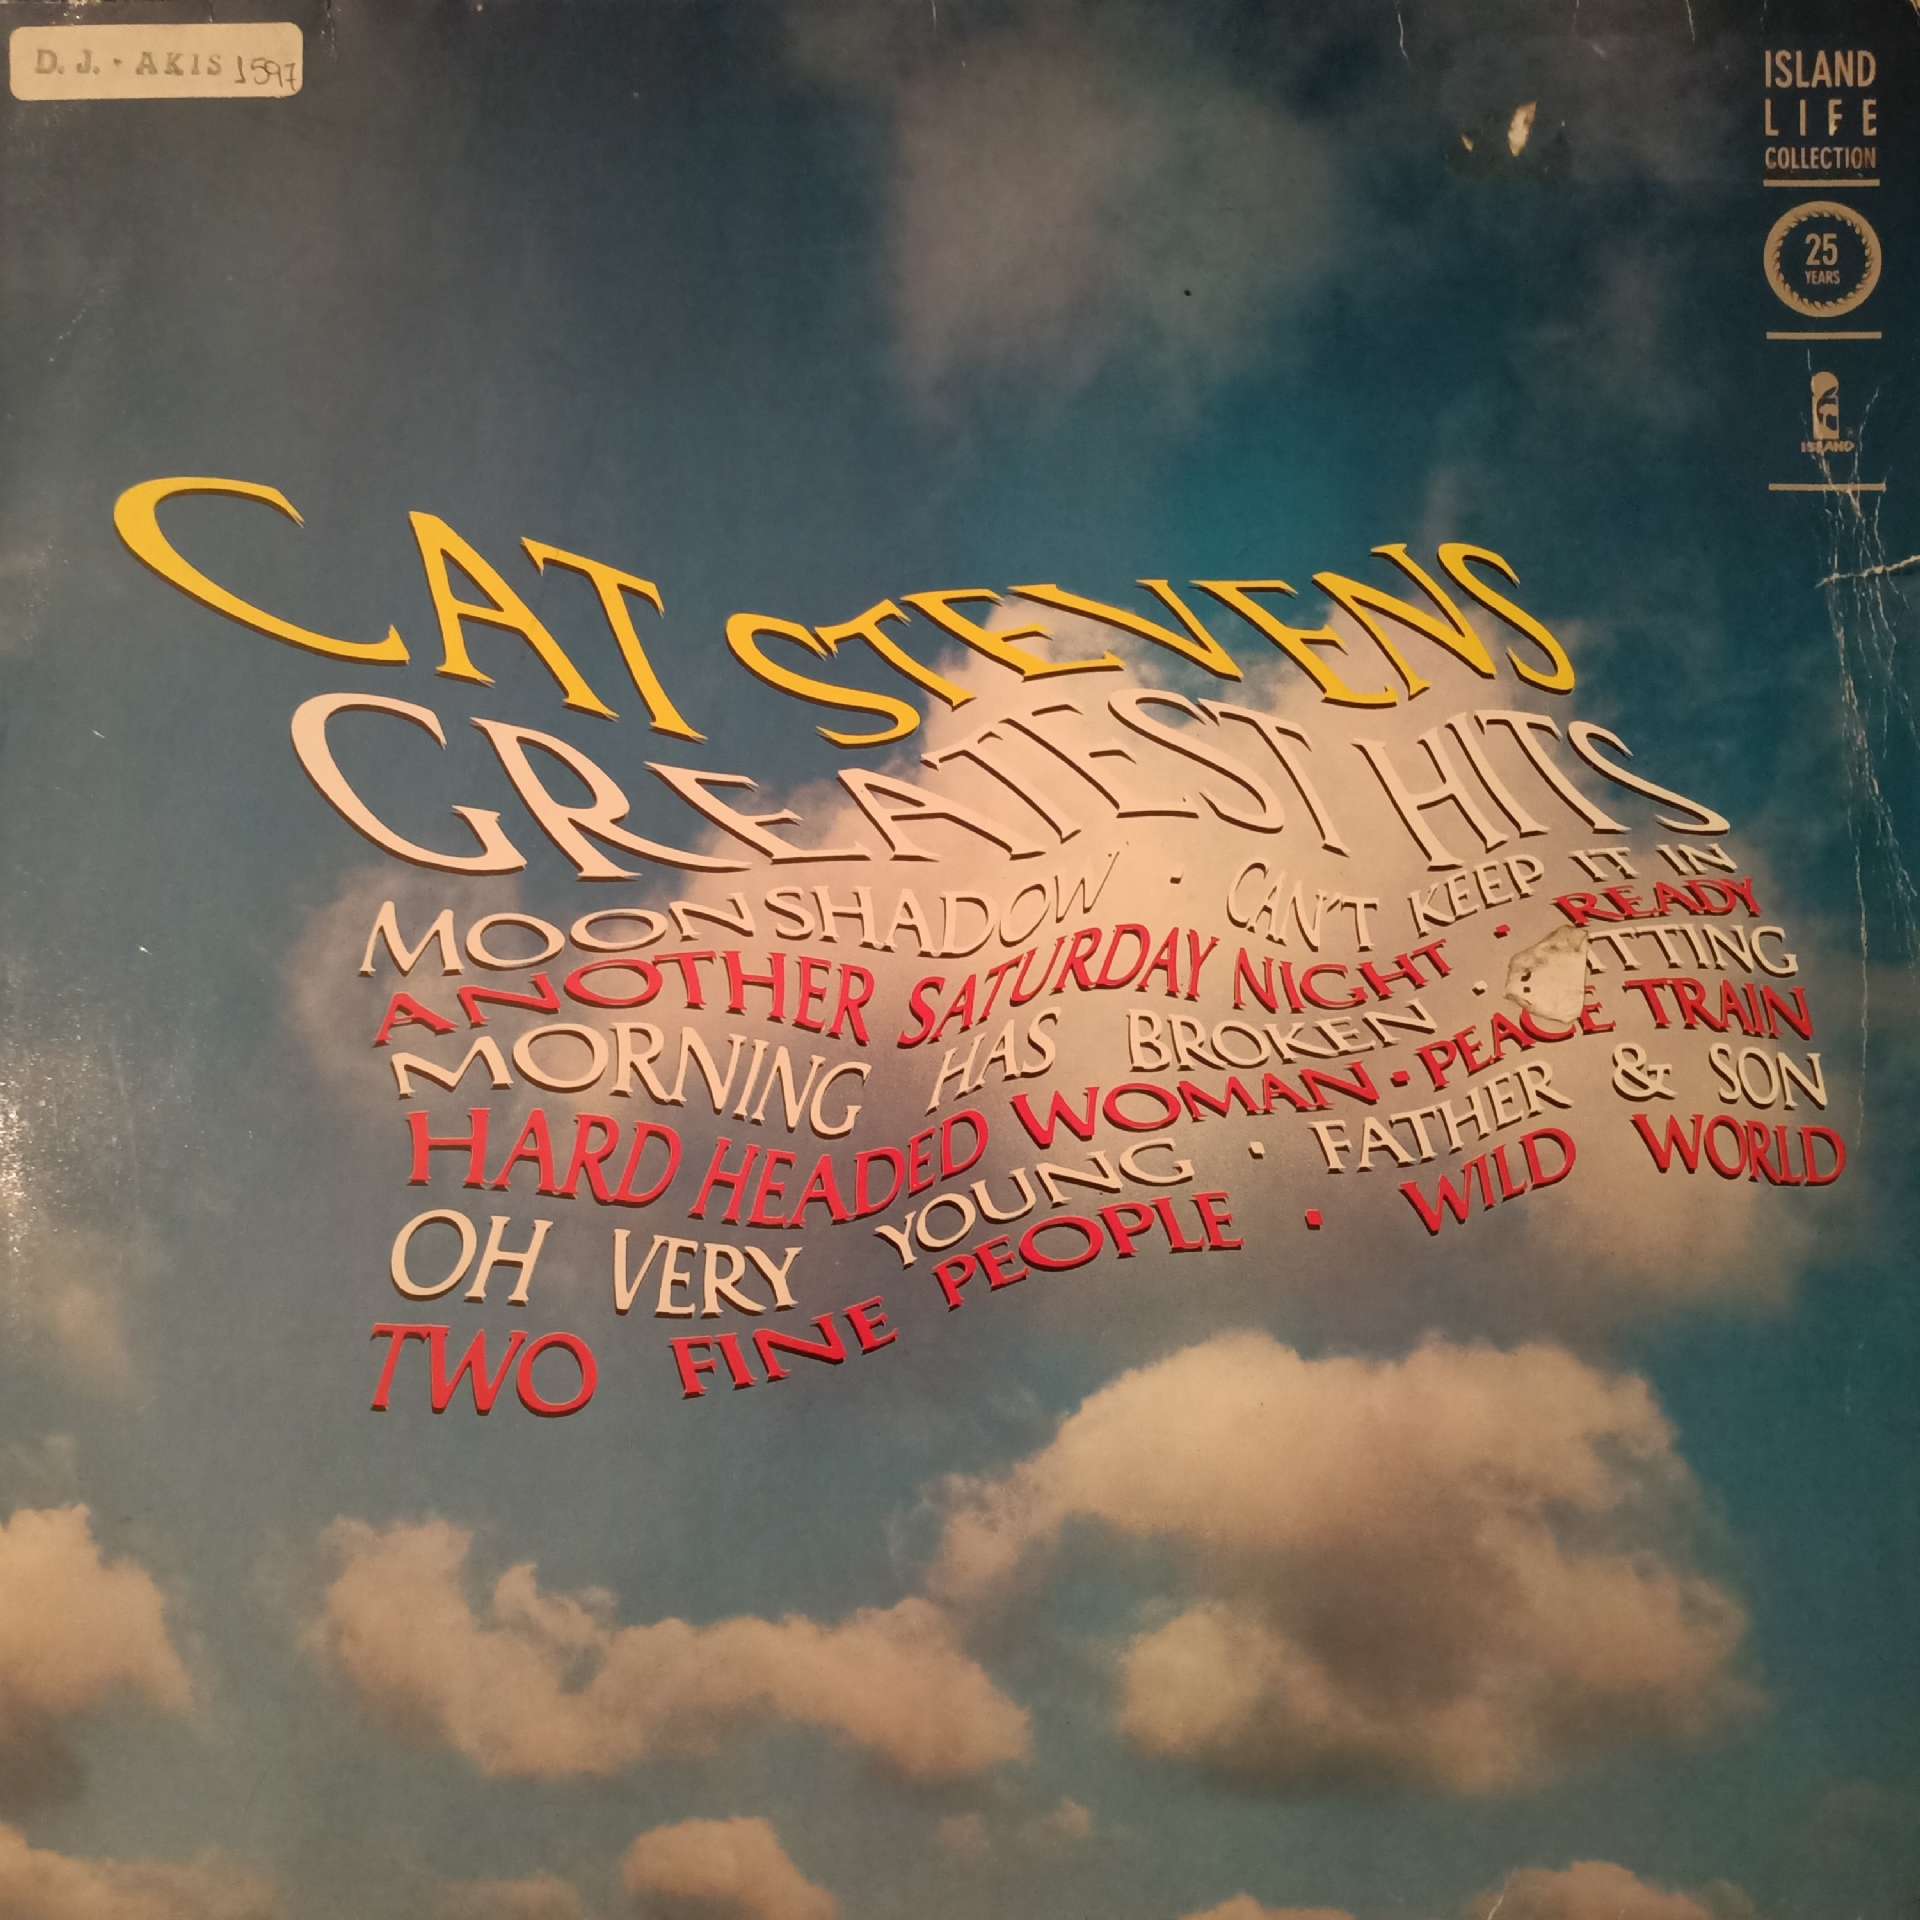 D. J. · AKIS 1597
ISLAND
LIFE
COLLECTION
25
YEARS
ISLAND
CAT STEVENS
GREATEST HITS
MOONSHADOW · CAN'T KEEP IT IN
ANOTHER SATURDAY NIGHT · READY
MORNING HAS BROKEN ·
HARD HEADED WOMAN · PEACE TRAIN
OH VERY YOUNG · FATHER & SON
TWO FINE PEOPLE · WILD WORLD